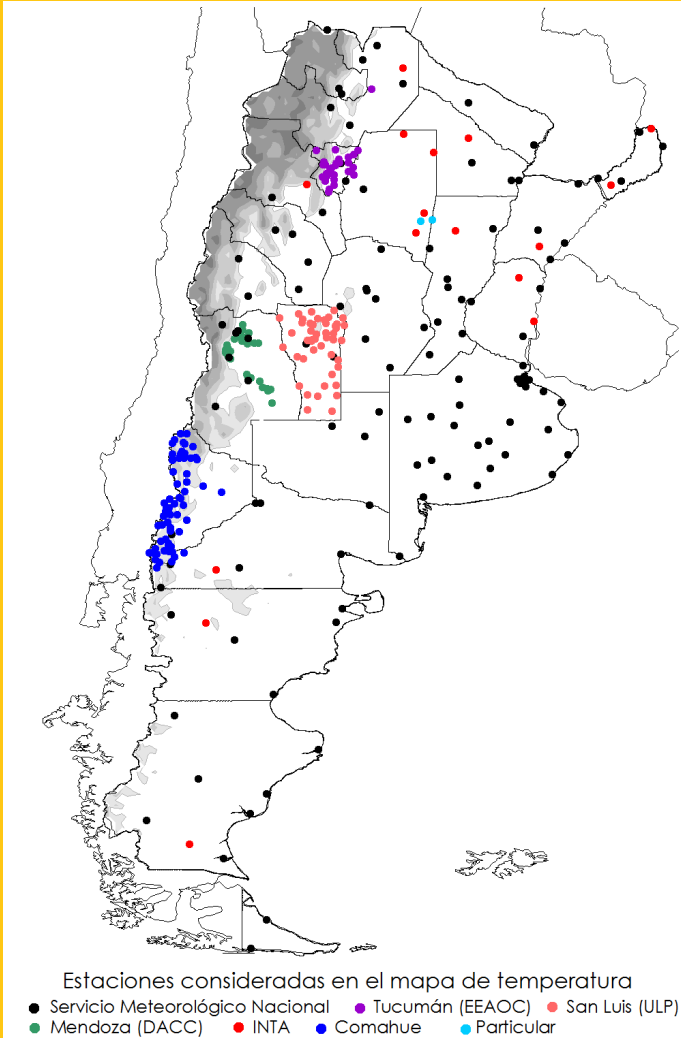 Estaciones consideradas en el mapa de temperatura
Servicio Meteorológico Nacional Tucumán (EEAOC) San Luis (ULP)
Mendoza (DACC) INTA Comahue Particular